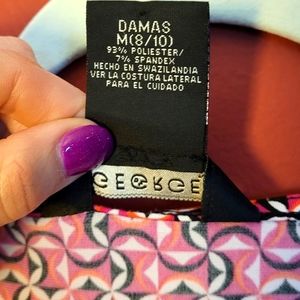 DAMAS
M(8/10)
93% POLIESTER/
7% SPANDEX
HECHO EN SWAZILANDIA
VER LA COSTURA LATERAL
PARA EL CUIDADO
GEORGE